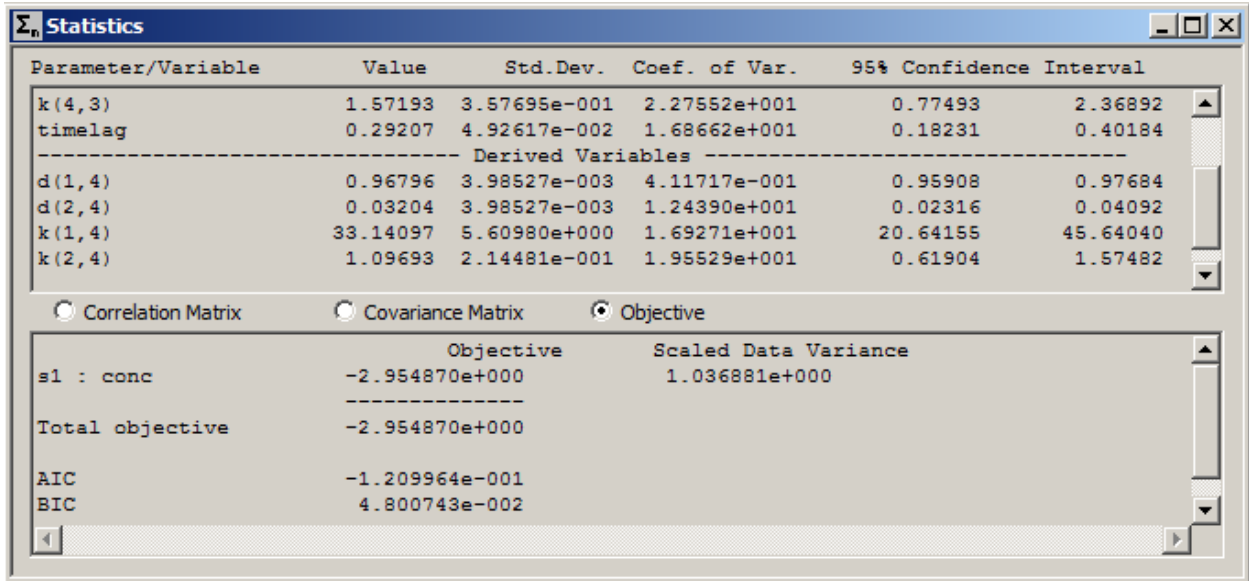 Σn Statistics
Parameter/Variable Value Std.Dev. Coef. of Var. 95% Confidence Interval
k(4,3) 1.57193 3.57695e-001 2.27552e+001 0.77493 2.36892
timelag 0.29207 4.92617e-002 1.68662e+001 0.18231 0.40184
--------------------------------- Derived Variables ---------------------------------
d(1,4) 0.96796 3.98527e-003 4.11717e-001 0.95908 0.97684
d(2,4) 0.03204 3.98527e-003 1.24390e+001 0.02316 0.04092
k(1,4) 33.14097 5.60980e+000 1.69271e+001 20.64155 45.64040
k(2,4) 1.09693 2.14481e-001 1.95529e+001 0.61904 1.57482
Correlation Matrix Covariance Matrix Objective
Objective Scaled Data Variance
s1 : conc -2.954870e+000 1.036881e+000
--------------
Total objective -2.954870e+000
AIC -1.209964e-001
BIC 4.800743e-002